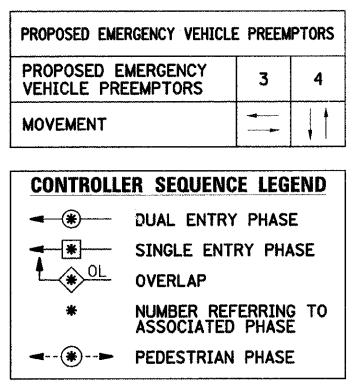 PROPOSED EMERGENCY VEHICLE PREEMPTORS
PROPOSED EMERGENCY
VEHICLE PREEMPTORS
3 4
MOVEMENT
CONTROLLER SEQUENCE LEGEND
* DUAL ENTRY PHASE
* SINGLE ENTRY PHASE
* OL OVERLAP
* NUMBER REFERRING TO
ASSOCIATED PHASE
* PEDESTRIAN PHASE